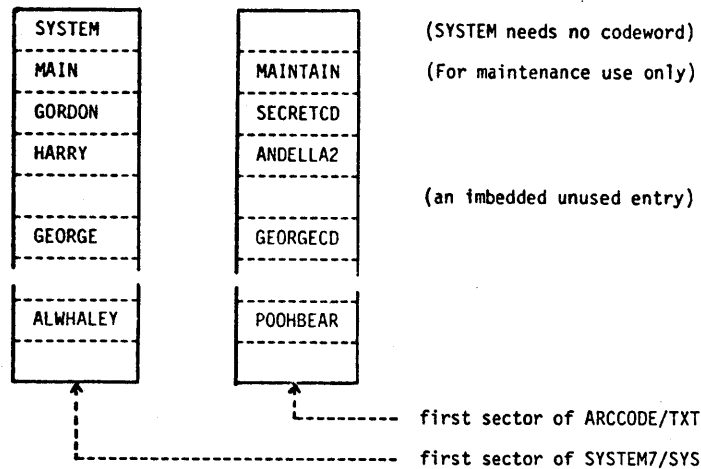 SYSTEM (SYSTEM needs no codeword)
MAIN MAINTAIN (For maintenance use only)
GORDON SECRETCD
HARRY ANDELLA2
(an imbedded unused entry)
GEORGE GEORGECD
ALWHALEY POOHBEAR
first sector of ARCCODE/TXT
first sector of SYSTEM7/SYS